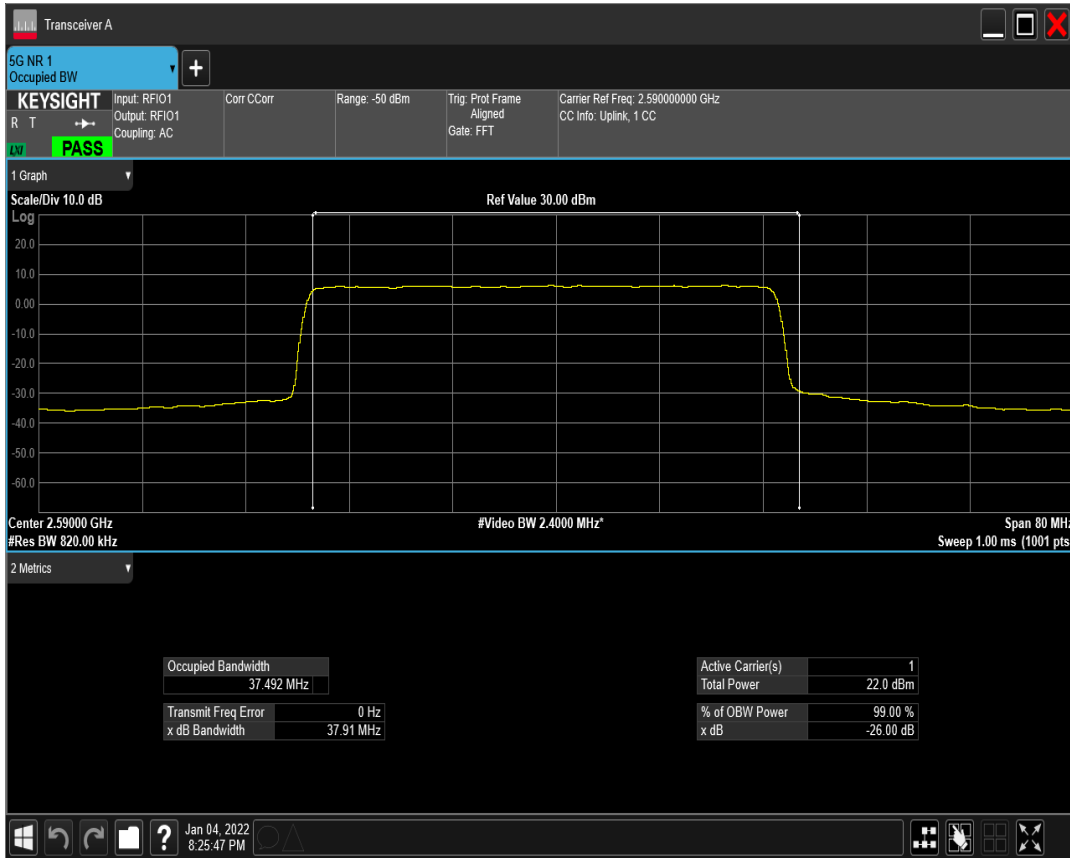 Transceiver A
5G NR 1
Occupied BW
+
KEYSIGHT
R T
LXI
PASS
Input: RFIO1
Output: RFIO1
Coupling: AC
Corr CCorr
Range: -50 dBm
Trig: Prot Frame
Aligned
Gate: FFT
Carrier Ref Freq: 2.590000000 GHz
CC Info: Uplink, 1 CC
1 Graph
Scale/Div 10.0 dB
Ref Value 30.00 dBm
Log
20.0
10.0
0.00
-10.0
-20.0
-30.0
-40.0
-50.0
-60.0
Center 2.59000 GHz
#Video BW 2.4000 MHz*
Span 80 MHz
#Res BW 820.00 kHz
Sweep 1.00 ms (1001 pts
2 Metrics
Occupied Bandwidth
37.492 MHz
Transmit Freq Error 0 Hz
x dB Bandwidth 37.91 MHz
Active Carrier(s) 1
Total Power 22.0 dBm
% of OBW Power 99.00 %
x dB -26.00 dB
?
Jan 04, 2022
8:25:47 PM